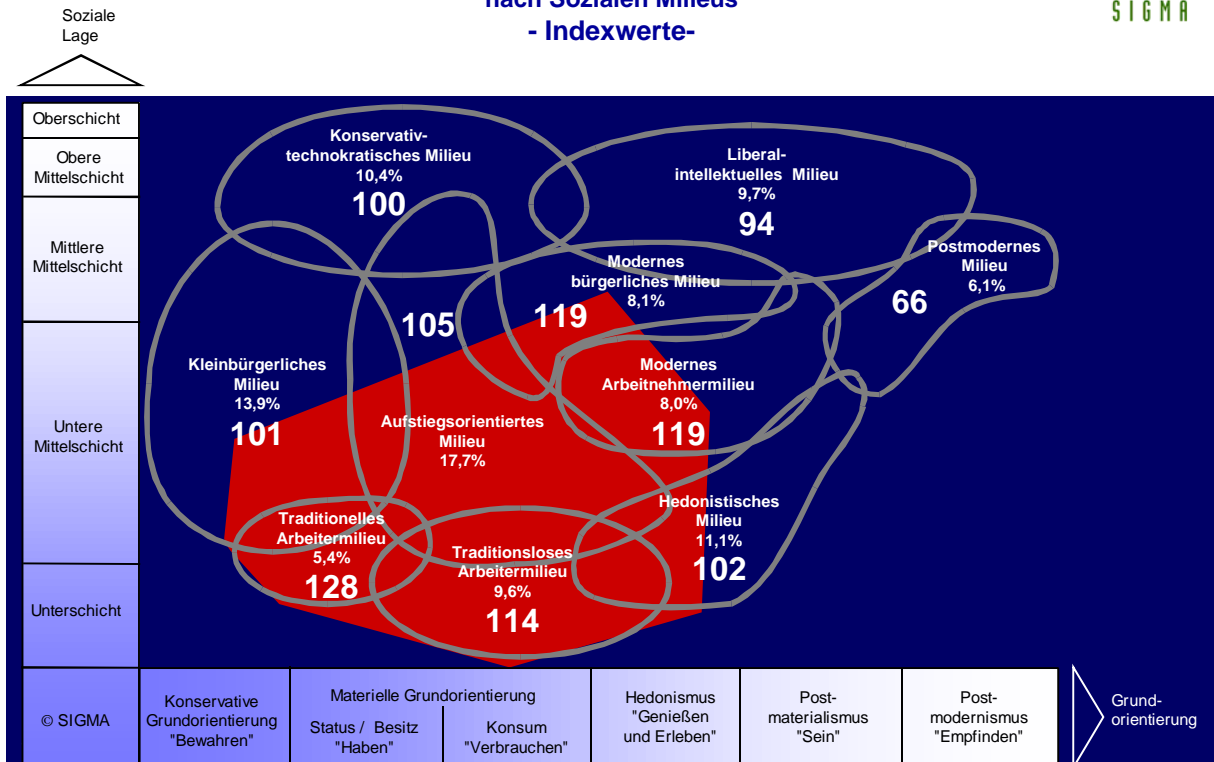 nach Sozialen Milieus
- Indexwerte-
SIGMA
Soziale
Lage
Oberschicht
Obere
Mittelschicht
Mittlere
Mittelschicht
Untere
Mittelschicht
Unterschicht
Konservativ-
technokratisches Milieu
10,4%
100
Liberal-
intellektuelles Milieu
9,7%
94
Postmodernes
Milieu
6,1%
66
Modernes
bürgerliches Milieu
8,1%
119
105
Kleinbürgerliches
Milieu
13,9%
101
Aufstiegsorientiertes
Milieu
17,7%
Modernes
Arbeitnehmermilieu
8,0%
119
Traditionelles
Arbeitermilieu
5,4%
128
Traditionsloses
Arbeitermilieu
9,6%
114
Hedonistisches
Milieu
11,1%
102
© SIGMA
Konservative
Grundorientierung
"Bewahren"
Materielle Grundorientierung
Status / Besitz
"Haben"
Konsum
"Verbrauchen"
Hedonismus
"Genießen
und Erleben"
Post-
materialismus
"Sein"
Post-
modernismus
"Empfinden"
Grund-
orientierung